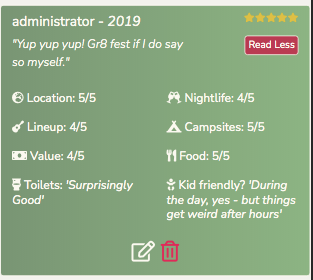 administrator - 2019
"Yup yup yup! Gr8 fest if I do say
so myself."
Read Less
Location: 5/5
Nightlife: 4/5
Lineup: 4/5
Campsites: 5/5
Value: 4/5
Food: 5/5
Toilets: 'Surprisingly
Good'
Kid friendly? 'During
the day, yes - but things
get weird after hours'